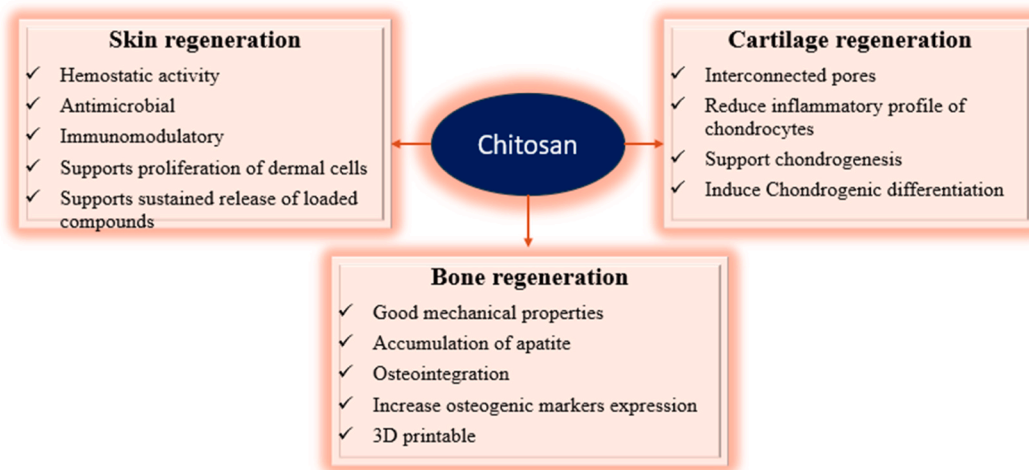 Skin regeneration
✓ Hemostatic activity
✓ Antimicrobial
✓ Immunomodulatory
✓ Supports proliferation of dermal cells
✓ Supports sustained release of loaded
compounds
Chitosan
Cartilage regeneration
✓ Interconnected pores
✓ Reduce inflammatory profile of
chondrocytes
✓ Support chondrogenesis
✓ Induce Chondrogenic differentiation
Bone regeneration
✓ Good mechanical properties
✓ Accumulation of apatite
✓ Osteointegration
✓ Increase osteogenic markers expression
✓ 3D printable